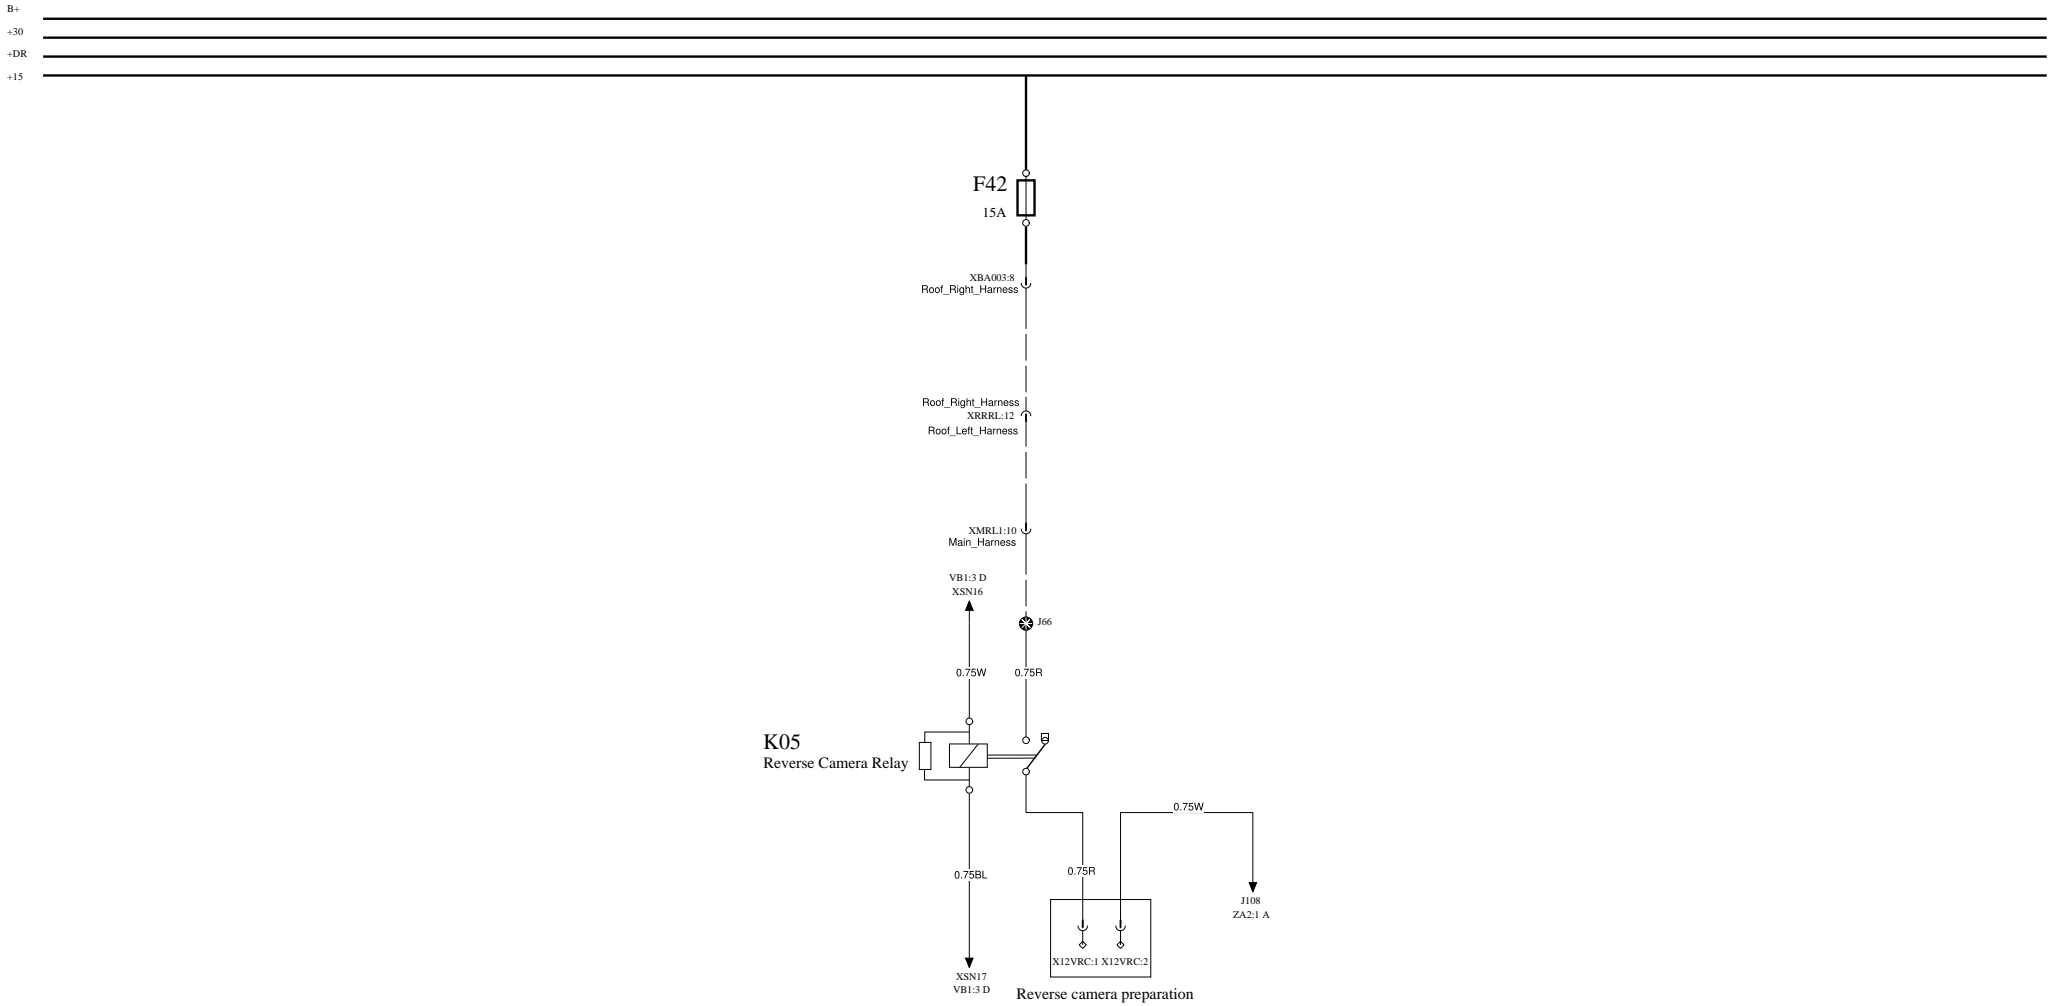 B+
+30
+DR
+15
F42
15A
XBA003:8
Roof_Right_Harness
Roof_Right_Harness
XRRRL:12
Roof_Left_Harness
XMRL1:10
Main_Harness
VB1:3 D
XSN16
J66
0.75W
0.75R
K05
Reverse Camera Relay
0.75W
0.75R
0.75BL
J108
ZA2:1 A
X12VRC:1 X12VRC:2
XSN17
VB1:3 D
Reverse camera preparation